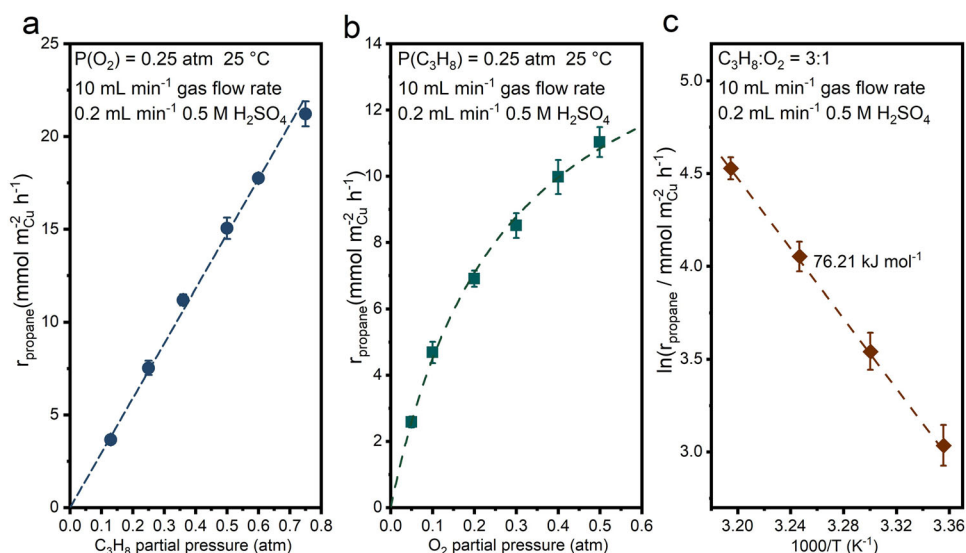 a
P(O₂) = 0.25 atm 25 °C
10 mL min⁻¹ gas flow rate
0.2 mL min⁻¹ 0.5 M H₂SO₄
r_propane(mmol m⁻²_Cu h⁻¹)
25
20
15
10
5
0
0.0 0.1 0.2 0.3 0.4 0.5 0.6 0.7 0.8
C₃H₈ partial pressure (atm)
b
P(C₃H₈) = 0.25 atm 25 °C
10 mL min⁻¹ gas flow rate
0.2 mL min⁻¹ 0.5 M H₂SO₄
r_propane(mmol m⁻²_Cu h⁻¹)
14
12
10
8
6
4
2
0
0.0 0.1 0.2 0.3 0.4 0.5 0.6
O₂ partial pressure (atm)
c
C₃H₈:O₂ = 3:1
10 mL min⁻¹ gas flow rate
0.2 mL min⁻¹ 0.5 M H₂SO₄
76.21 kJ mol⁻¹
ln(r_propane / mmol m⁻²_Cu h⁻¹)
5.0
4.5
4.0
3.5
3.0
3.20 3.24 3.28 3.32 3.36
1000/T (K⁻¹)